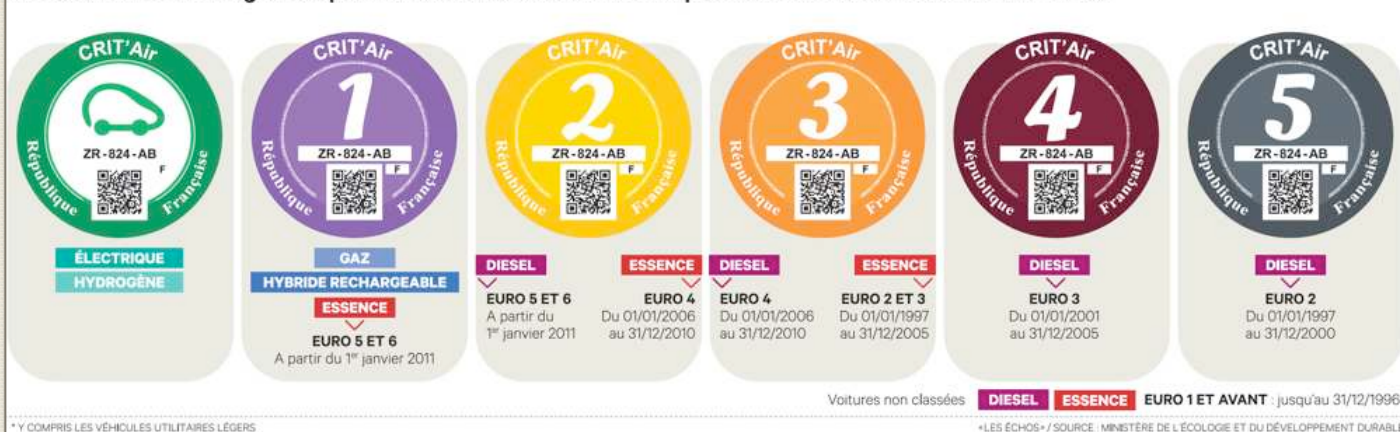 CRIT'Air
ZR-824-AB
F
République Française
ÉLECTRIQUE
HYDROGÈNE
CRIT'Air
1
ZR-824-AB
F
République Française
GAZ
HYBRIDE RECHARGEABLE
ESSENCE
EURO 5 ET 6
A partir du 1er janvier 2011
CRIT'Air
2
ZR-824-AB
F
République Française
DIESEL
EURO 5 ET 6
A partir du
1er janvier 2011
ESSENCE
EURO 4
Du 01/01/2006
au 31/12/2010
CRIT'Air
3
ZR-824-AB
F
République Française
DIESEL
EURO 4
Du 01/01/2006
au 31/12/2010
ESSENCE
EURO 2 ET 3
Du 01/01/1997
au 31/12/2005
CRIT'Air
4
ZR-824-AB
F
République Française
DIESEL
EURO 3
Du 01/01/2001
au 31/12/2005
CRIT'Air
5
ZR-824-AB
F
République Française
DIESEL
EURO 2
Du 01/01/1997
au 31/12/2000
Voitures non classées DIESEL ESSENCE EURO 1 ET AVANT : jusqu'au 31/12/1996
* Y COMPRIS LES VÉHICULES UTILITAIRES LÉGERS
«LES ÉCHOS» / SOURCE : MINISTÈRE DE L'ÉCOLOGIE ET DU DÉVELOPPEMENT DURABLE